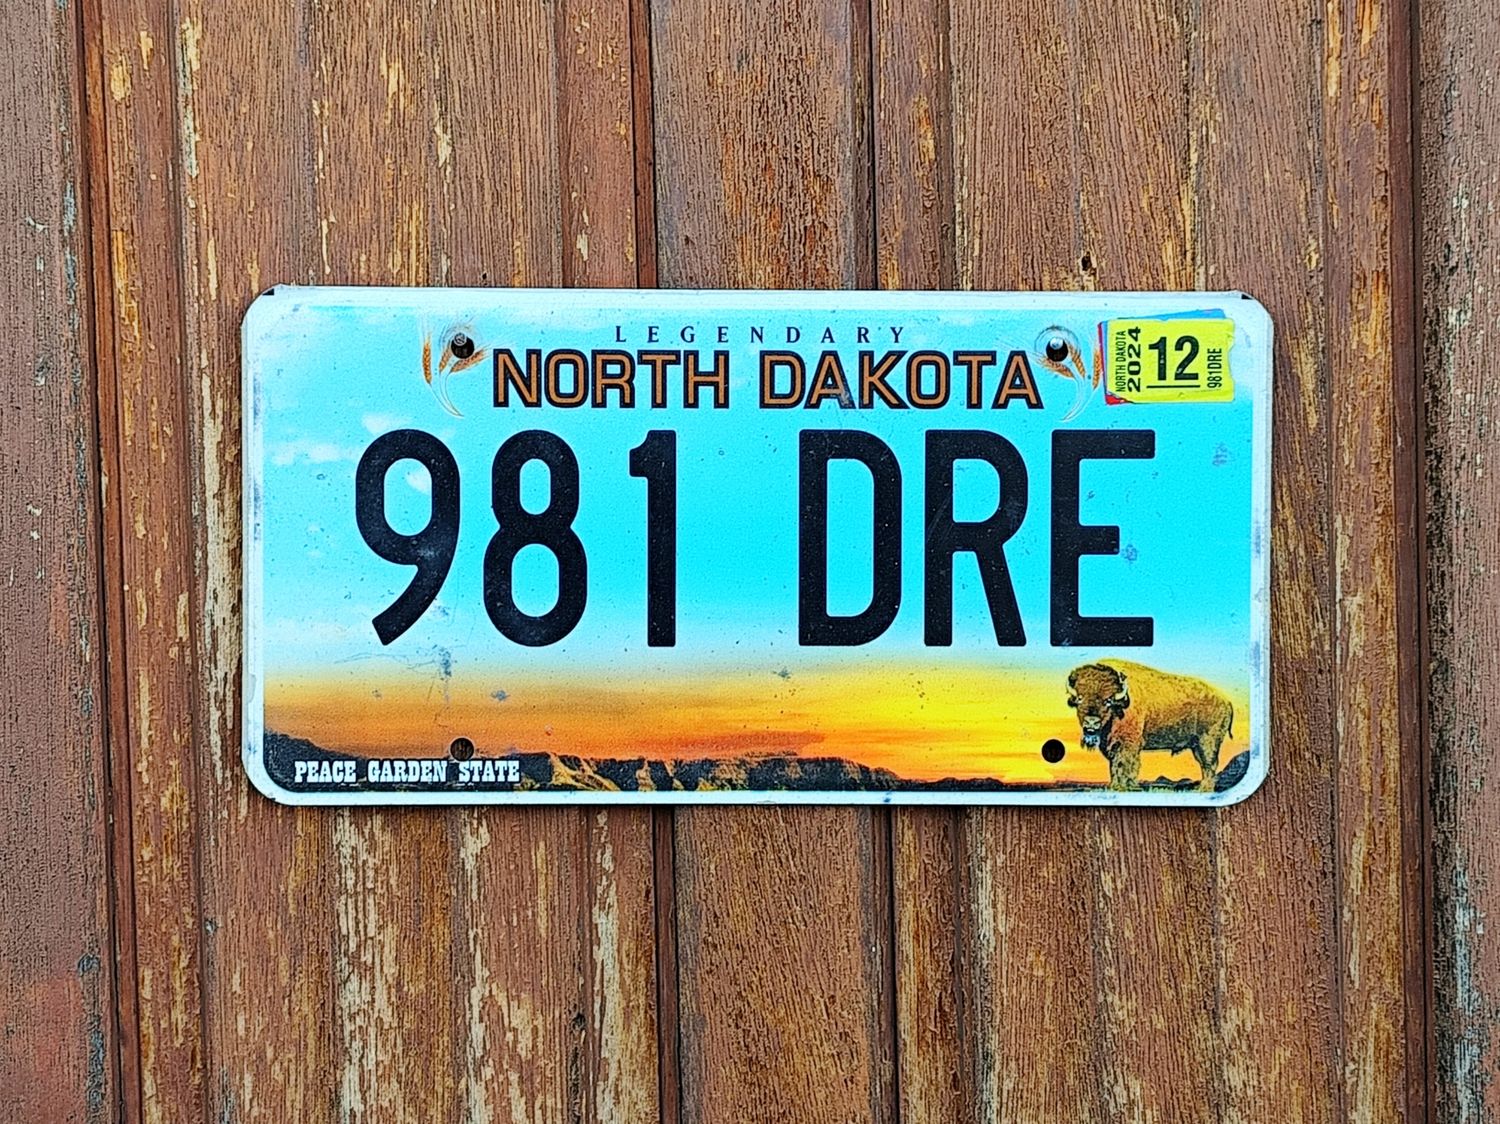 LEGENDARY
NORTH DAKOTA
NORTH DAKOTA
2024
12
981DRE
981 DRE
PEACE GARDEN STATE